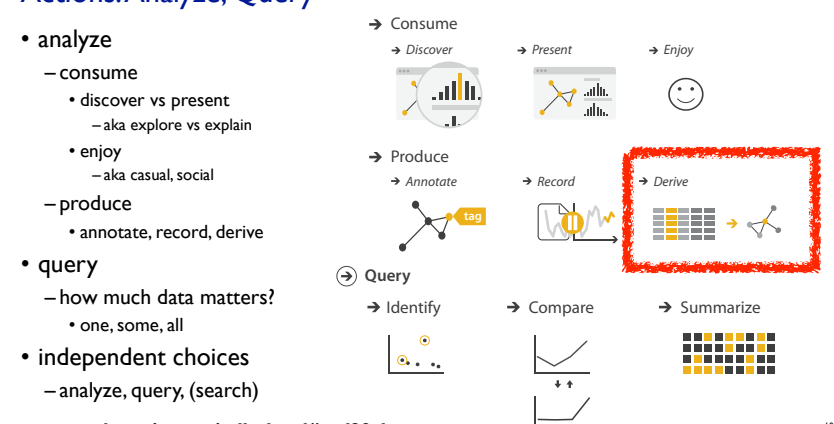 Actions: Analyze, Query
• analyze
– consume
• discover vs present
– aka explore vs explain
• enjoy
– aka casual, social
– produce
• annotate, record, derive
• query
– how much data matters?
• one, some, all
• independent choices
– analyze, query, (search)
→ Consume
→ Discover
→ Present
→ Enjoy
→ Produce
→ Annotate
→ Record
→ Derive
tag
→ Query
→ Identify
→ Compare
→ Summarize